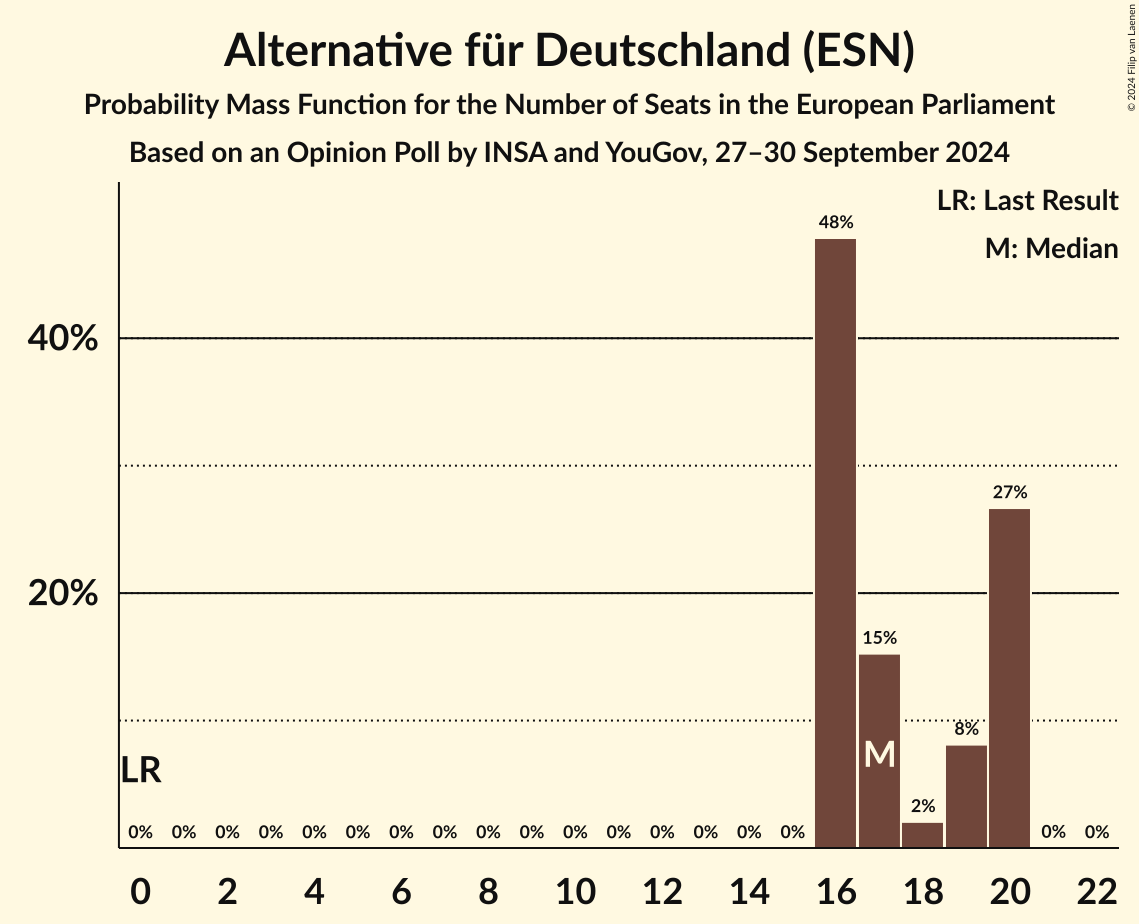 Alternative für Deutschland (ESN)
Probability Mass Function for the Number of Seats in the European Parliament
Based on an Opinion Poll by INSA and YouGov, 27–30 September 2024
© 2024 Filip van Laenen
LR: Last Result
M: Median
48%
40%
27%
20%
15%
8%
M
LR
2%
0% 0% 0% 0% 0% 0% 0% 0% 0% 0% 0% 0% 0% 0% 0% 0% 0% 0%
0 2 4 6 8 10 12 14 16 18 20 22